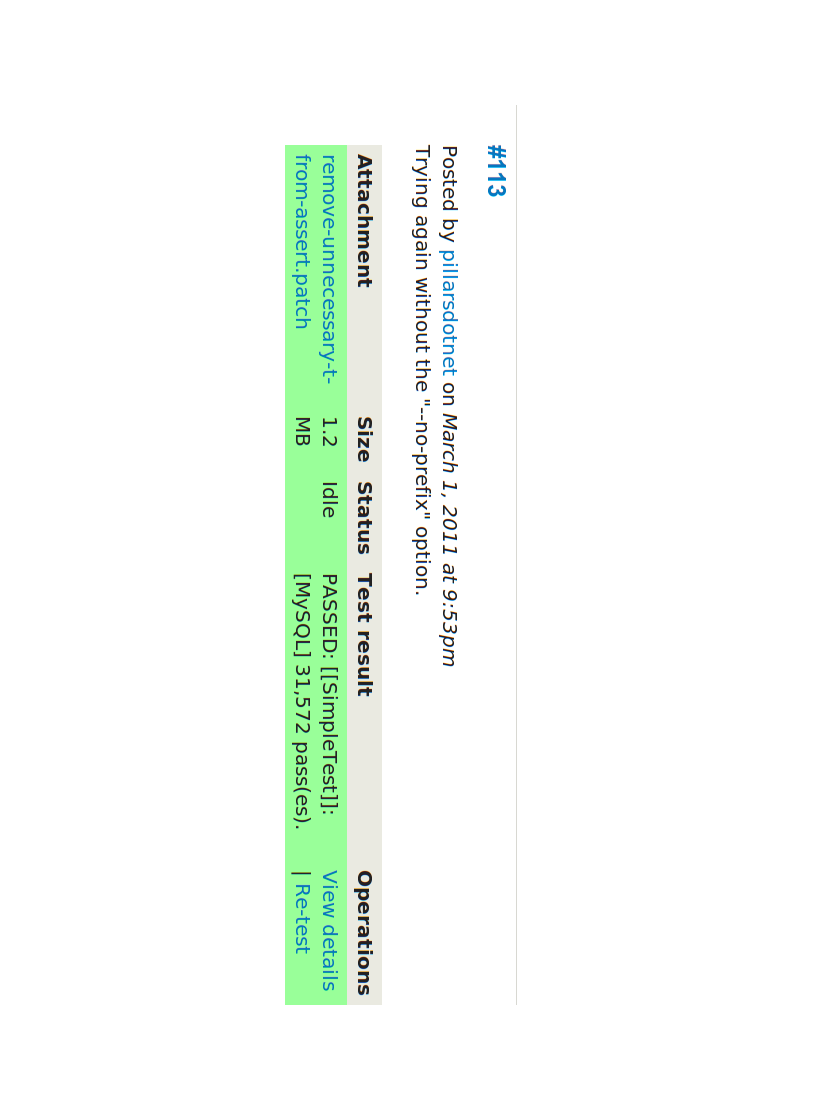 #113
Posted by pillarsdotnet on March 1, 2011 at 9:53pm
Trying again without the "--no-prefix" option.
Attachment Size Status Test result Operations
remove-unnecessary-t- 1.2 Idle PASSED: [[SimpleTest]]: View details
from-assert.patch MB [MySQL] 31,572 pass(es). | Re-test